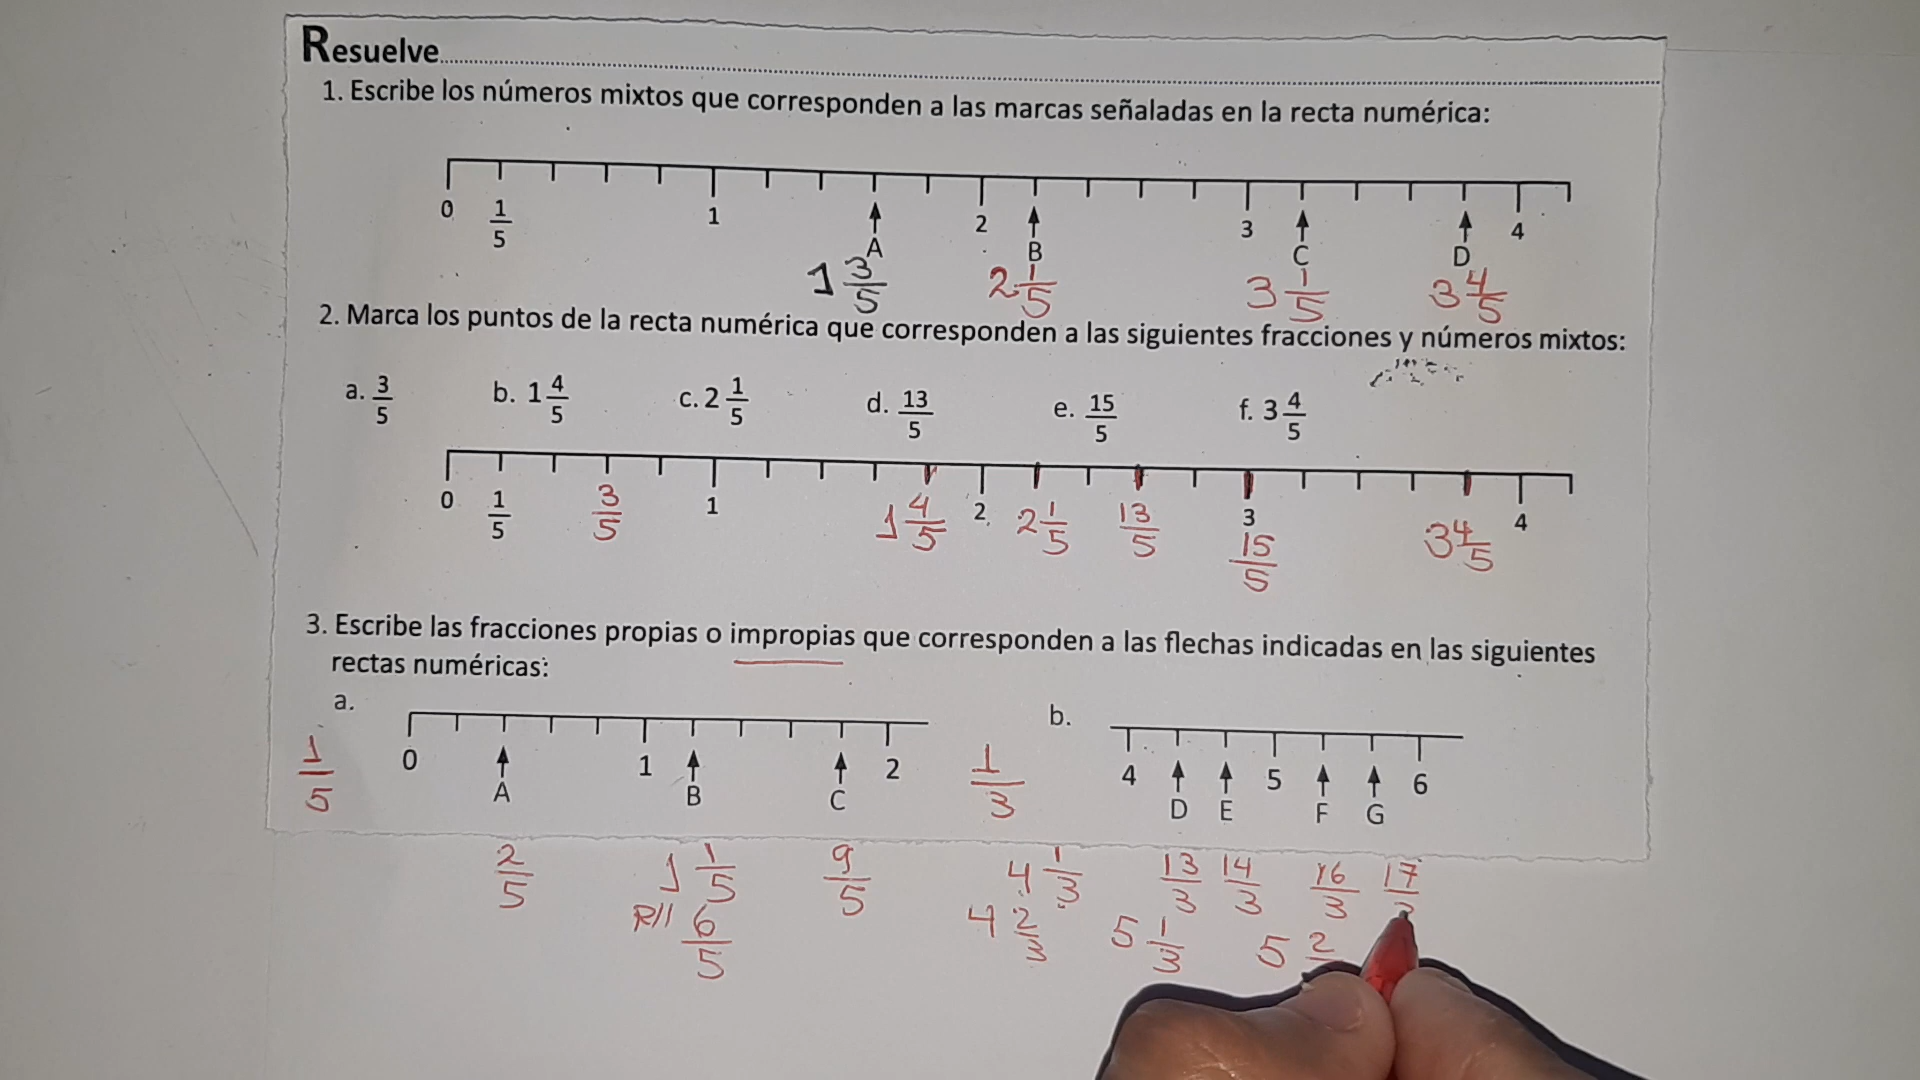 Resuelve
1. Escribe los números mixtos que corresponden a las marcas señaladas en la recta numérica:
0 1/5 1 2 3 4
A B C D
1 3/5 2 1/5 3 1/5 3 4/5
2. Marca los puntos de la recta numérica que corresponden a las siguientes fracciones y números mixtos:
a. 3/5 b. 1 4/5 c. 2 1/5 d. 13/5 e. 15/5 f. 3 4/5
0 1/5 3/5 1 1 4/5 2 2 1/5 13/5 3 15/5 3 4/5 4
3. Escribe las fracciones propias o impropias que corresponden a las flechas indicadas en las siguientes
rectas numéricas:
a.
1/5
0 1 2
A B C
2/5 1 1/5 9/5
R// 6/5
b.
1/3
4 5 6
D E F G
4 1/3 13/3 14/3 16/3 17/3
4 2/3 5 1/3 5 2